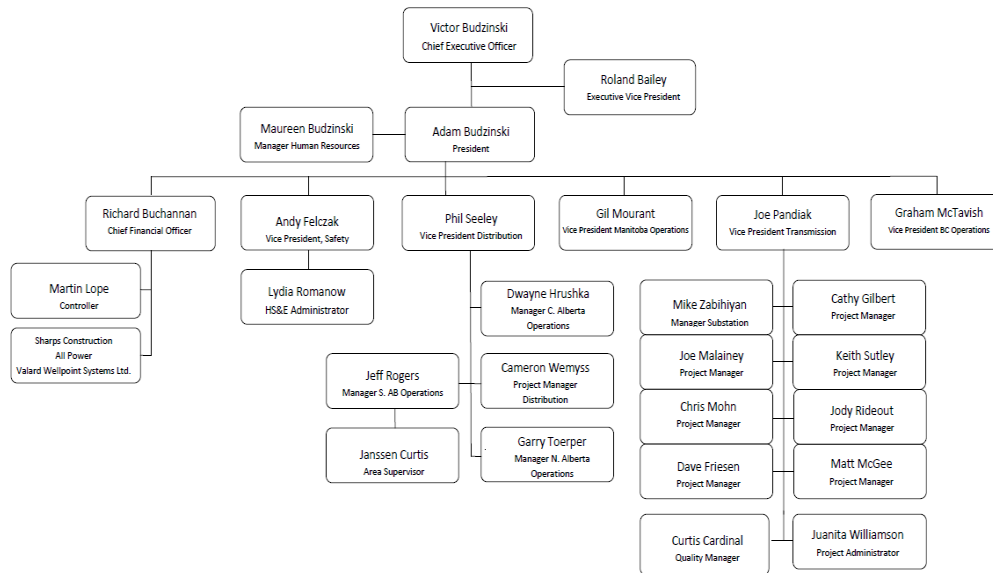 Victor Budzinski
Chief Executive Officer
Roland Bailey
Executive Vice President
Maureen Budzinski
Manager Human Resources
Adam Budzinski
President
Richard Buchannan
Chief Financial Officer
Andy Felczak
Vice President, Safety
Phil Seeley
Vice President Distribution
Gil Mourant
Vice President Manitoba Operations
Joe Pandiak
Vice President Transmission
Graham McTavish
Vice President BC Operations
Martin Lope
Controller
Sharps Construction
All Power
Valard Wellpoint Systems Ltd.
Lydia Romanow
HS&E Administrator
Dwayne Hrushka
Manager C. Alberta
Operations
Jeff Rogers
Manager S. AB Operations
Cameron Wemyss
Project Manager
Distribution
Janssen Curtis
Area Supervisor
Garry Toerper
Manager N. Alberta
Operations
Mike Zabihiyan
Manager Substation
Cathy Gilbert
Project Manager
Joe Malainey
Project Manager
Keith Sutley
Project Manager
Chris Mohn
Project Manager
Jody Rideout
Project Manager
Dave Friesen
Project Manager
Matt McGee
Project Manager
Curtis Cardinal
Quality Manager
Juanita Williamson
Project Administrator